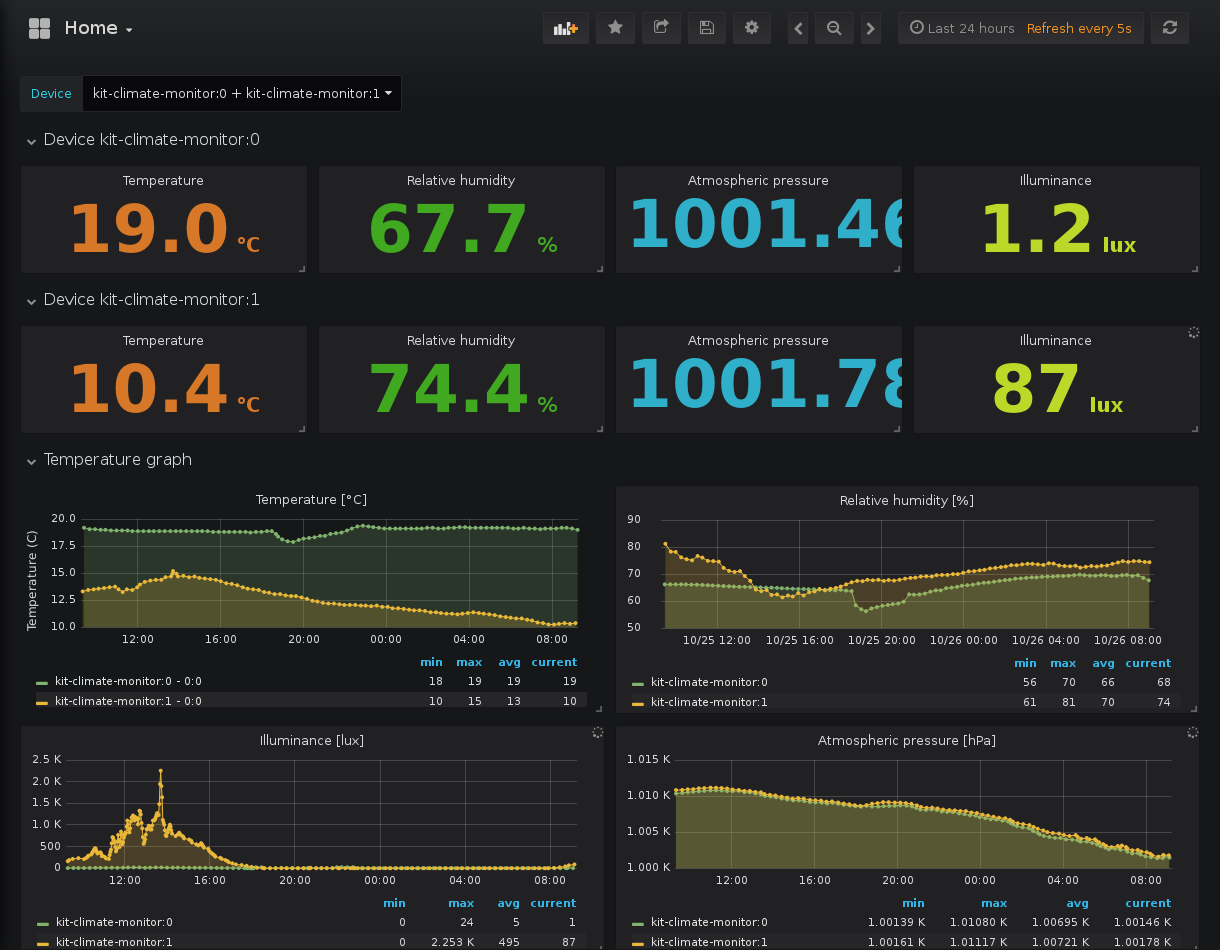 Home
Last 24 hours Refresh every 5s
Device kit-climate-monitor:0 + kit-climate-monitor:1
Device kit-climate-monitor:0
Temperature Relative humidity Atmospheric pressure Illuminance
19.0 °C 67.7 % 1001.46 1.2 lux
Device kit-climate-monitor:1
Temperature Relative humidity Atmospheric pressure Illuminance
10.4 °C 74.4 % 1001.78 87 lux
Temperature graph
Temperature [°C]
Temperature (C)
20.0
17.5
15.0
12.5
10.0
12:00 16:00 20:00 00:00 04:00 08:00
min max avg current
kit-climate-monitor:0 - 0:0 18 19 19 19
kit-climate-monitor:1 - 0:0 10 15 13 10
Relative humidity [%]
90
80
70
60
50
10/25 12:00 10/25 16:00 10/25 20:00 10/26 00:00 10/26 04:00 10/26 08:00
min max avg current
kit-climate-monitor:0 56 70 66 68
kit-climate-monitor:1 61 81 70 74
Illuminance [lux]
2.5 K
2.0 K
1.5 K
1.0 K
500
0
12:00 16:00 20:00 00:00 04:00 08:00
min max avg current
kit-climate-monitor:0 0 24 5 1
kit-climate-monitor:1 0 2.253 K 495 87
Atmospheric pressure [hPa]
1.015 K
1.010 K
1.005 K
1.000 K
12:00 16:00 20:00 00:00 04:00 08:00
min max avg current
kit-climate-monitor:0 1.00139 K 1.01080 K 1.00695 K 1.00146 K
kit-climate-monitor:1 1.00161 K 1.01117 K 1.00721 K 1.00178 K